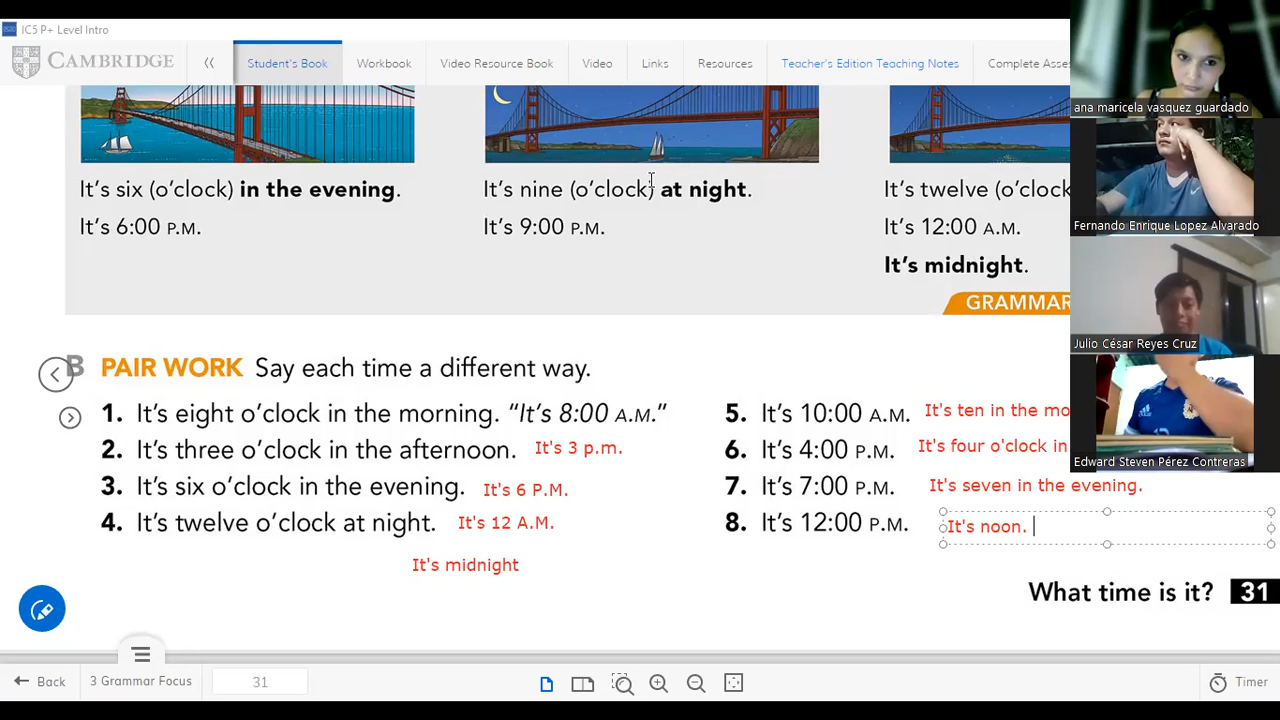 IC5 P+ Level Intro
CAMBRIDGE
Student's Book
Workbook
Video Resource Book
Video
Links
Resources
Teacher's Edition Teaching Notes
Complete Asses
ana maricela vasquez guardado
Fernando Enrique Lopez Alvarado
Julio César Reyes Cruz
Edward Steven Pérez Contreras
It's six (o'clock) in the evening.
It's 6:00 P.M.
It's nine (o'clock) at night.
It's 9:00 P.M.
It's twelve (o'clock
It's 12:00 A.M.
It's midnight.
GRAMMAR
B PAIR WORK Say each time a different way.
1. It's eight o'clock in the morning. “It's 8:00 A.M.”
2. It's three o'clock in the afternoon. It's 3 p.m.
3. It's six o'clock in the evening. It's 6 P.M.
4. It's twelve o'clock at night. It's 12 A.M.
It's midnight
5. It's 10:00 A.M. It's ten in the mo
6. It's 4:00 P.M. It's four o'clock in
7. It's 7:00 P.M. It's seven in the evening.
8. It's 12:00 P.M. It's noon.
What time is it? 31
Back
3 Grammar Focus
31
Timer